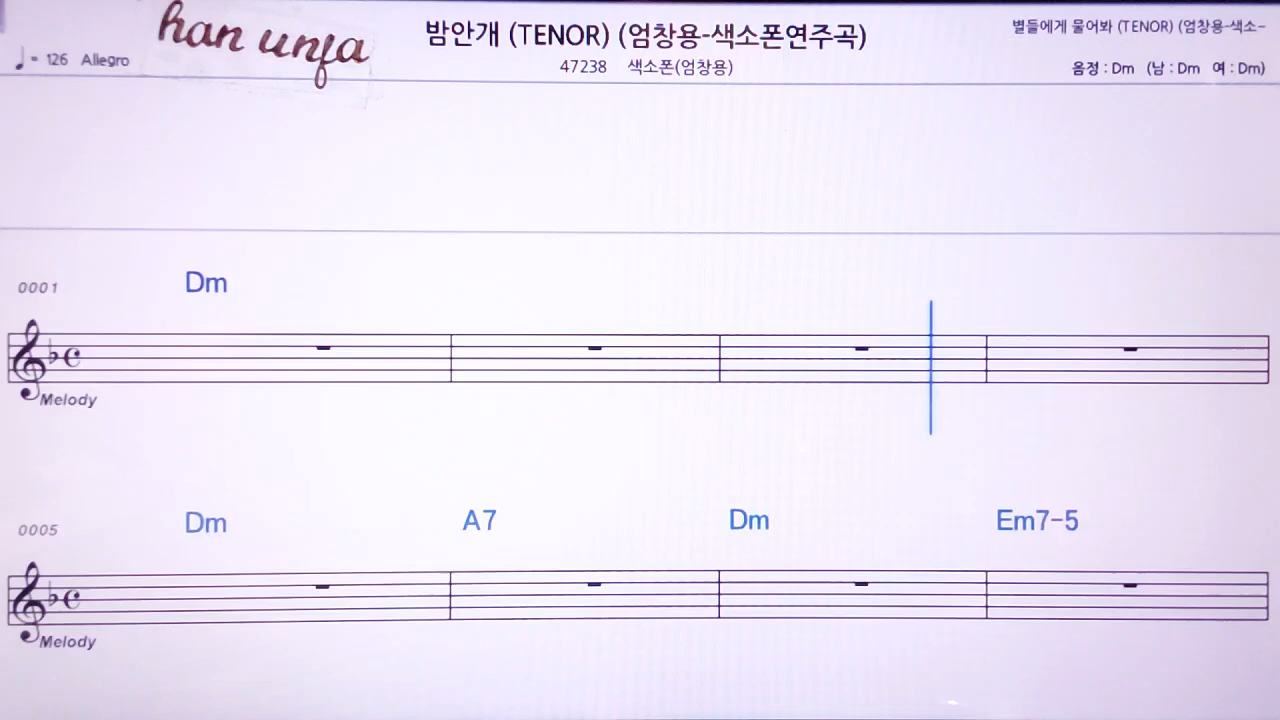 han unfa
밤안개 (TENOR) (엄창용-색소폰연주곡)
별들에게 물어봐 (TENOR) (엄창용-색소-
♩= 126 Allegro
47238 색소폰(엄창용)
음정 : Dm (남 : Dm 여 : Dm)
0001 Dm
Melody
0005 Dm A7 Dm Em7-5
Melody